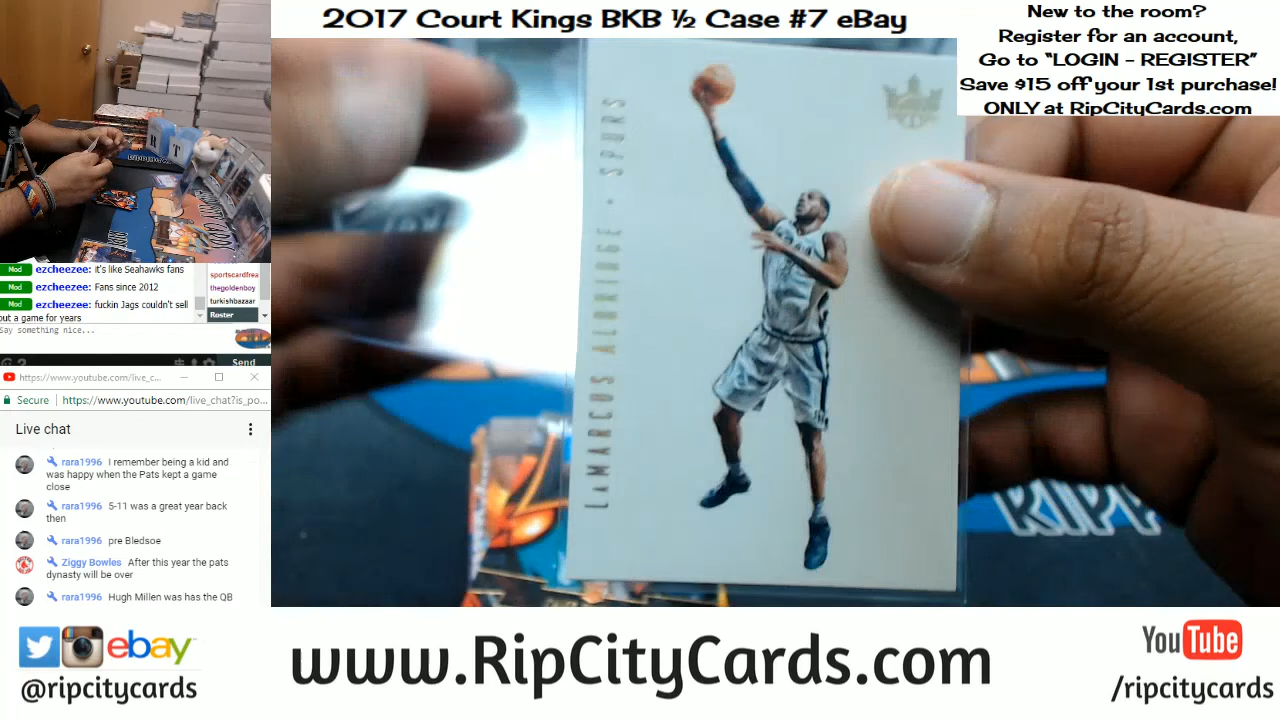 2017 Court Kings BKB ½ Case #7 eBay
New to the room?
Register for an account,
Go to “LOGIN - REGISTER”
Save $15 off your 1st purchase!
ONLY at RipCityCards.com
LAMARCUS ALDRIDGE • SPURS
RIPP
R T
Mod ezcheezee: it's like Seahawks fans
Mod ezcheezee: Fans since 2012
Mod ezcheezee: fuckin Jags couldn't sell
out a game for years
sportscardfrea
thegoldenboy
turkishbazaar
Roster
Say something nice...
Send
https://www.youtube.com/live_c...
Secure https://www.youtube.com/live_chat?is_po...
Live chat
rara1996 I remember being a kid and
was happy when the Pats kept a game
close
rara1996 5-11 was a great year back
then
rara1996 pre Bledsoe
Ziggy Bowles After this year the pats
dynasty will be over
rara1996 Hugh Millen was has the QB
ebay
@ripcitycards
www.RipCityCards.com
YouTube
/ripcitycards